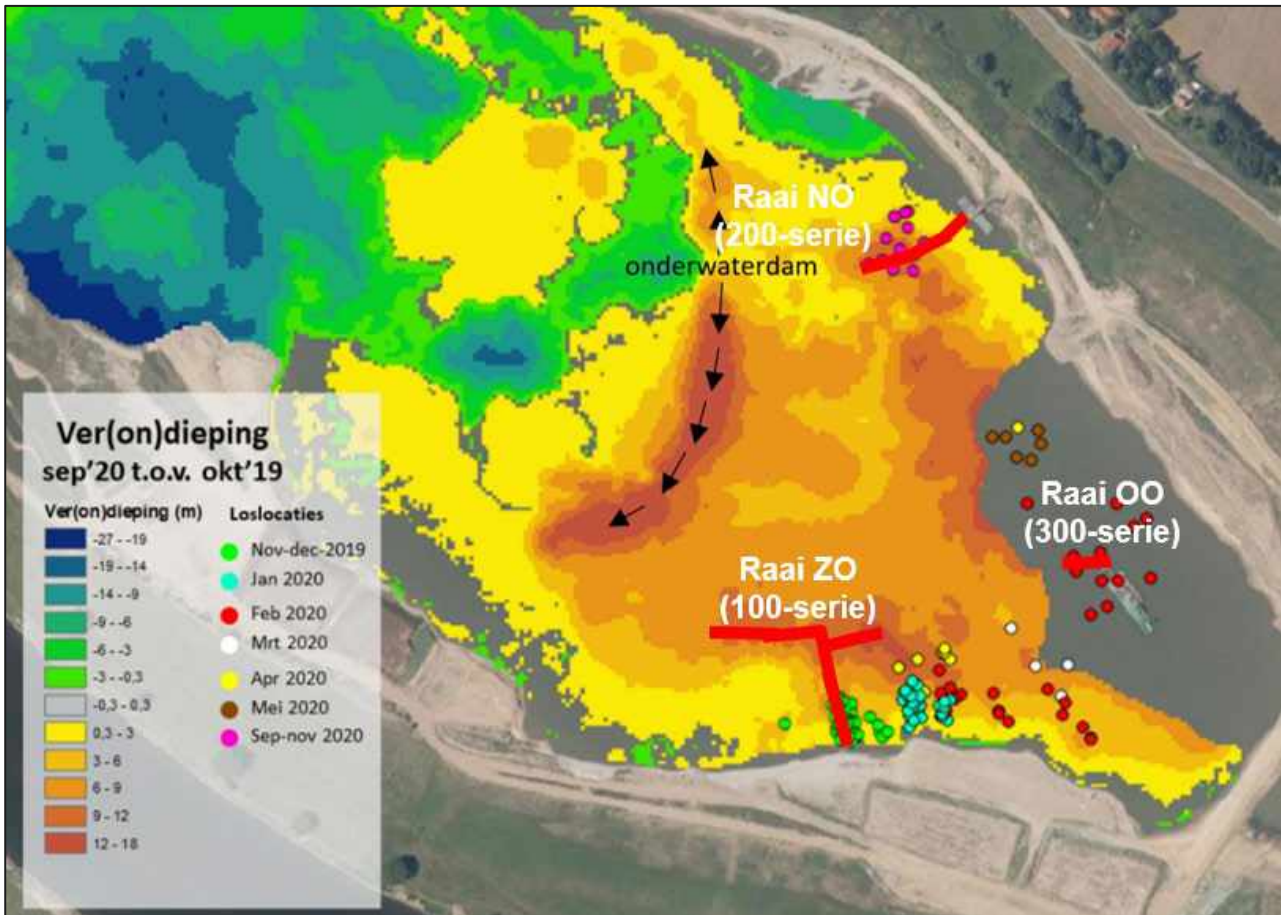 Raai NO
(200-serie)
onderwaterdam
Raai OO
(300-serie)
Raai ZO
(100-serie)
Ver(on)dieping
sep'20 t.o.v. okt'19
Ver(on)dieping (m)
-27 - -19
-19 - -14
-14 - -9
-9 - -6
-6 - -3
-3 - -0,3
-0,3 - 0,3
0,3 - 3
3 - 6
6 - 9
9 - 12
12 - 18
Loslocaties
Nov-dec-2019
Jan 2020
Feb 2020
Mrt 2020
Apr 2020
Mei 2020
Sep-nov 2020